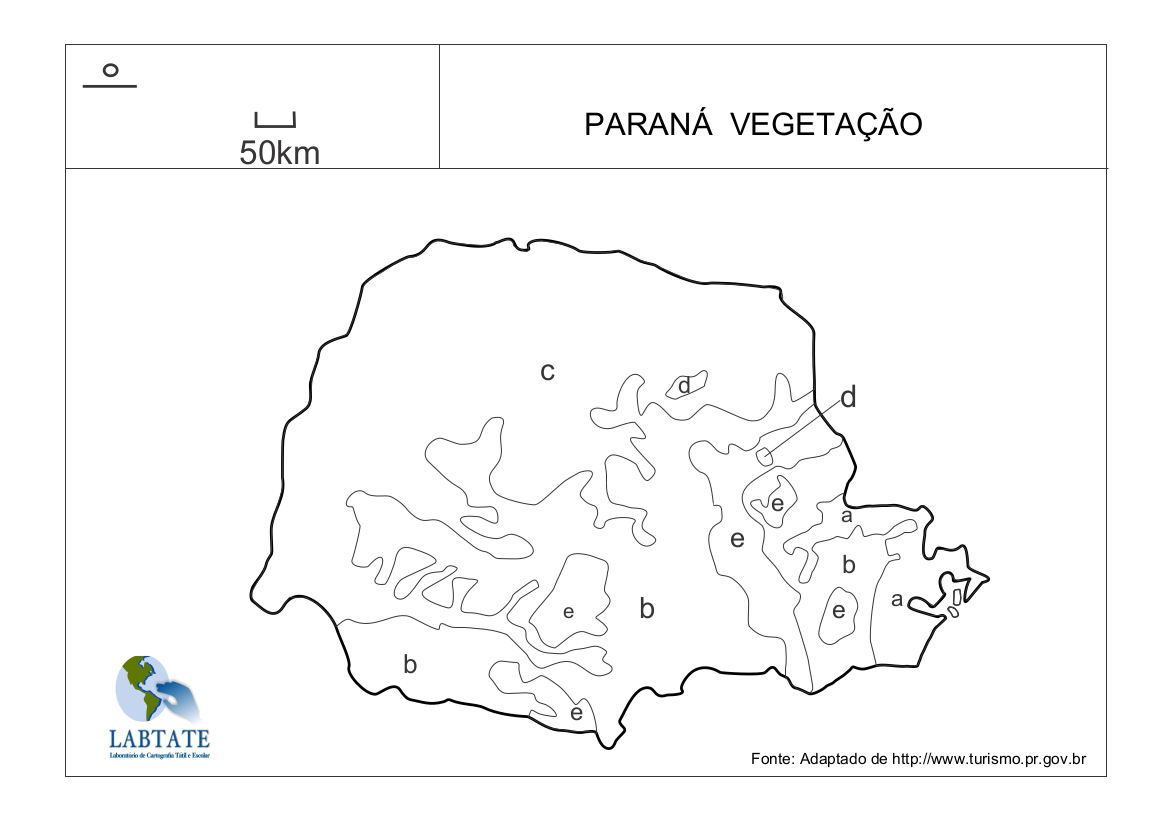 50km
PARANÁ VEGETAÇÃO
c
d
d
e
a
e
b
a
e
b
e
b
e
LABTATE
Laboratório de Cartografia Tátil e Escolar
Fonte: Adaptado de http://www.turismo.pr.gov.br